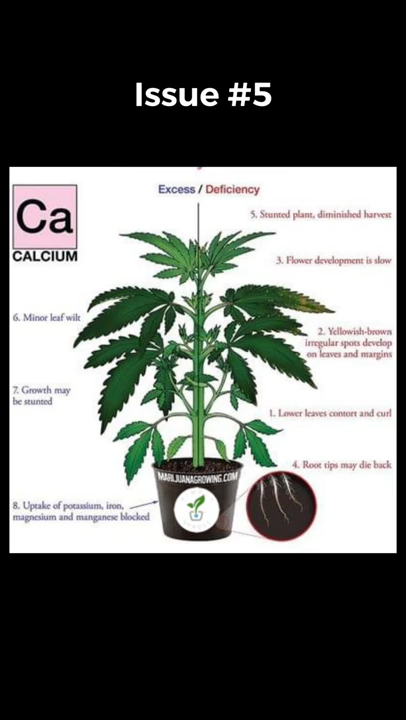 Issue #5
Ca
CALCIUM
Excess / Deficiency
5. Stunted plant, diminished harvest
3. Flower development is slow
6. Minor leaf wilt
2. Yellowish-brown
irregular spots develop
on leaves and margins
7. Growth may
be stunted
1. Lower leaves contort and curl
4. Root tips may die back
MARIJUANAGROWING.COM
8. Uptake of potassium, iron,
magnesium and manganese blocked